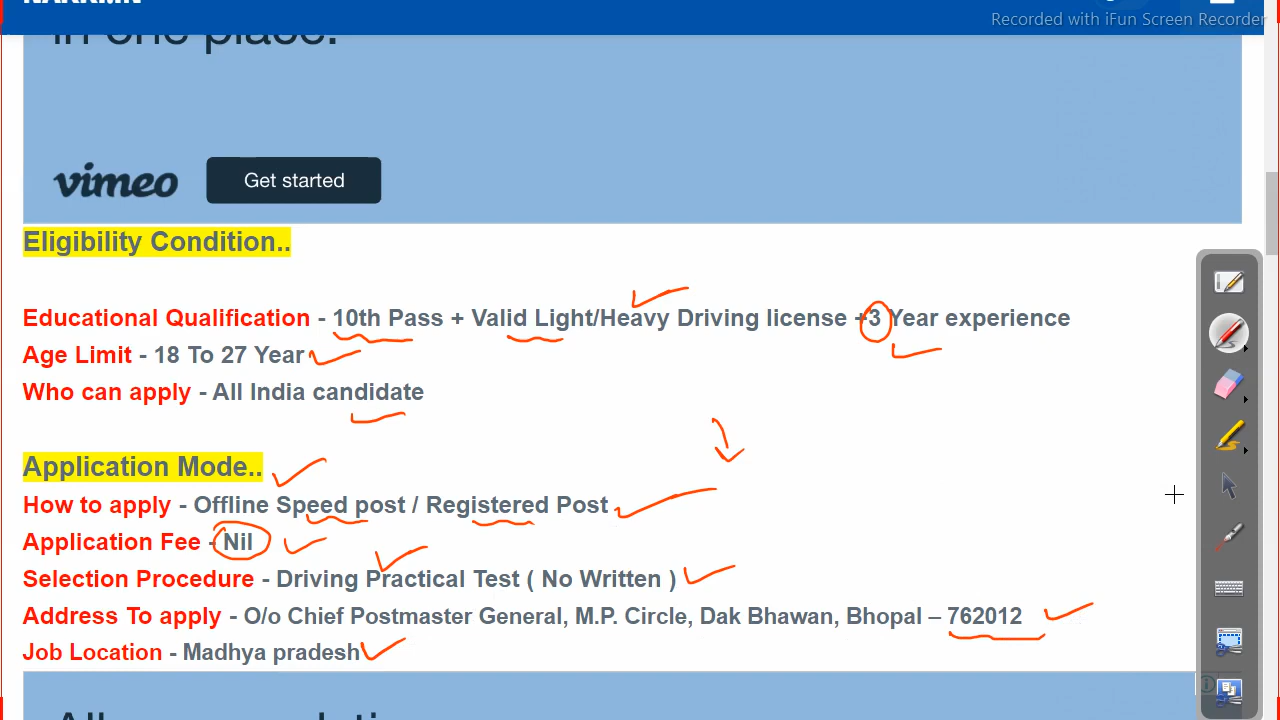 Recorded with iFun Screen Recorder
in one place.
vimeo
Get started
Eligibility Condition..
Educational Qualification - 10th Pass + Valid Light/Heavy Driving license +3 Year experience
Age Limit - 18 To 27 Year
Who can apply - All India candidate
Application Mode..
How to apply - Offline Speed post / Registered Post
Application Fee - Nil
Selection Procedure - Driving Practical Test ( No Written )
Address To apply - O/o Chief Postmaster General, M.P. Circle, Dak Bhawan, Bhopal – 762012
Job Location - Madhya pradesh